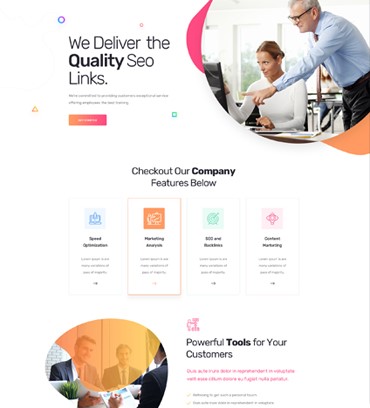 We Deliver the
Quality Seo
Links.
We're committed to providing customers exceptional service
offering employees the best training.
Checkout Our Company
Features Below
Speed
Optimization
Marketing
Analysis
SEO and
Backlinks
Content
Marketing
Lorem Ipsum is are
many variations of
pass of majority.
Lorem Ipsum is are
many variations of
pass of majority.
Lorem Ipsum is are
many variations of
pass of majority.
Lorem Ipsum is are
many variations of
pass of majority.
Powerful Tools for Your
Customers
Duis aute irure dolor in reprehenderit in voluptate
velit esse cillum dolore eu fugiat nulla pariatur.
Refreshing to get such a personal touch.
Duis aute irure dolor in reprehenderit in voluptate.